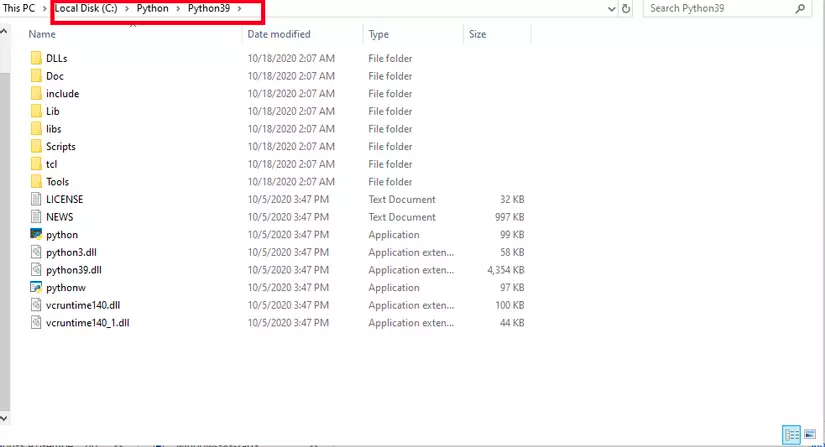 This PC > Local Disk (C:) > Python > Python39 > Search Python39
Name Date modified Type Size
DLLs 10/18/2020 2:07 AM File folder
Doc 10/18/2020 2:07 AM File folder
include 10/18/2020 2:07 AM File folder
Lib 10/18/2020 2:07 AM File folder
libs 10/18/2020 2:07 AM File folder
Scripts 10/18/2020 2:07 AM File folder
tcl 10/18/2020 2:07 AM File folder
Tools 10/18/2020 2:07 AM File folder
LICENSE 10/5/2020 3:47 PM Text Document 32 KB
NEWS 10/5/2020 3:47 PM Text Document 997 KB
python 10/5/2020 3:47 PM Application 99 KB
python3.dll 10/5/2020 3:47 PM Application exten... 58 KB
python39.dll 10/5/2020 3:47 PM Application exten... 4,354 KB
pythonw 10/5/2020 3:47 PM Application 97 KB
vcruntime140.dll 10/5/2020 3:47 PM Application exten... 100 KB
vcruntime140_1.dll 10/5/2020 3:47 PM Application exten... 44 KB